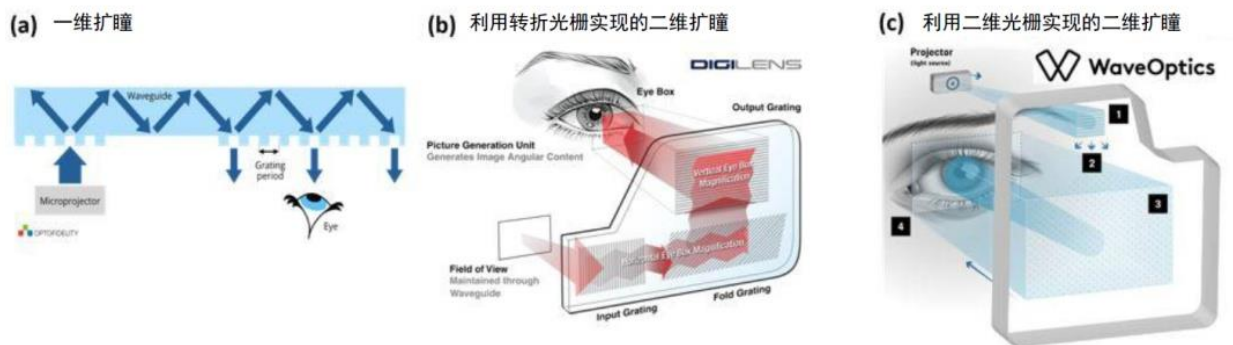 (a) 一维扩瞳
Waveguide
Grating
period
Microprojector
Eye
OPTOFIDELITY
(b) 利用转折光栅实现的二维扩瞳
DIGILENS
Eye Box
Output Grating
Picture Generation Unit
Generates Image Angular Content
Vertical Eye Box
Magnification
Horizontal Eye Box Magnification
Field of View
Maintained through
Waveguide
Fold Grating
Input Grating
(c) 利用二维光栅实现的二维扩瞳
Projector
(light source)
WaveOptics
1
2
3
4